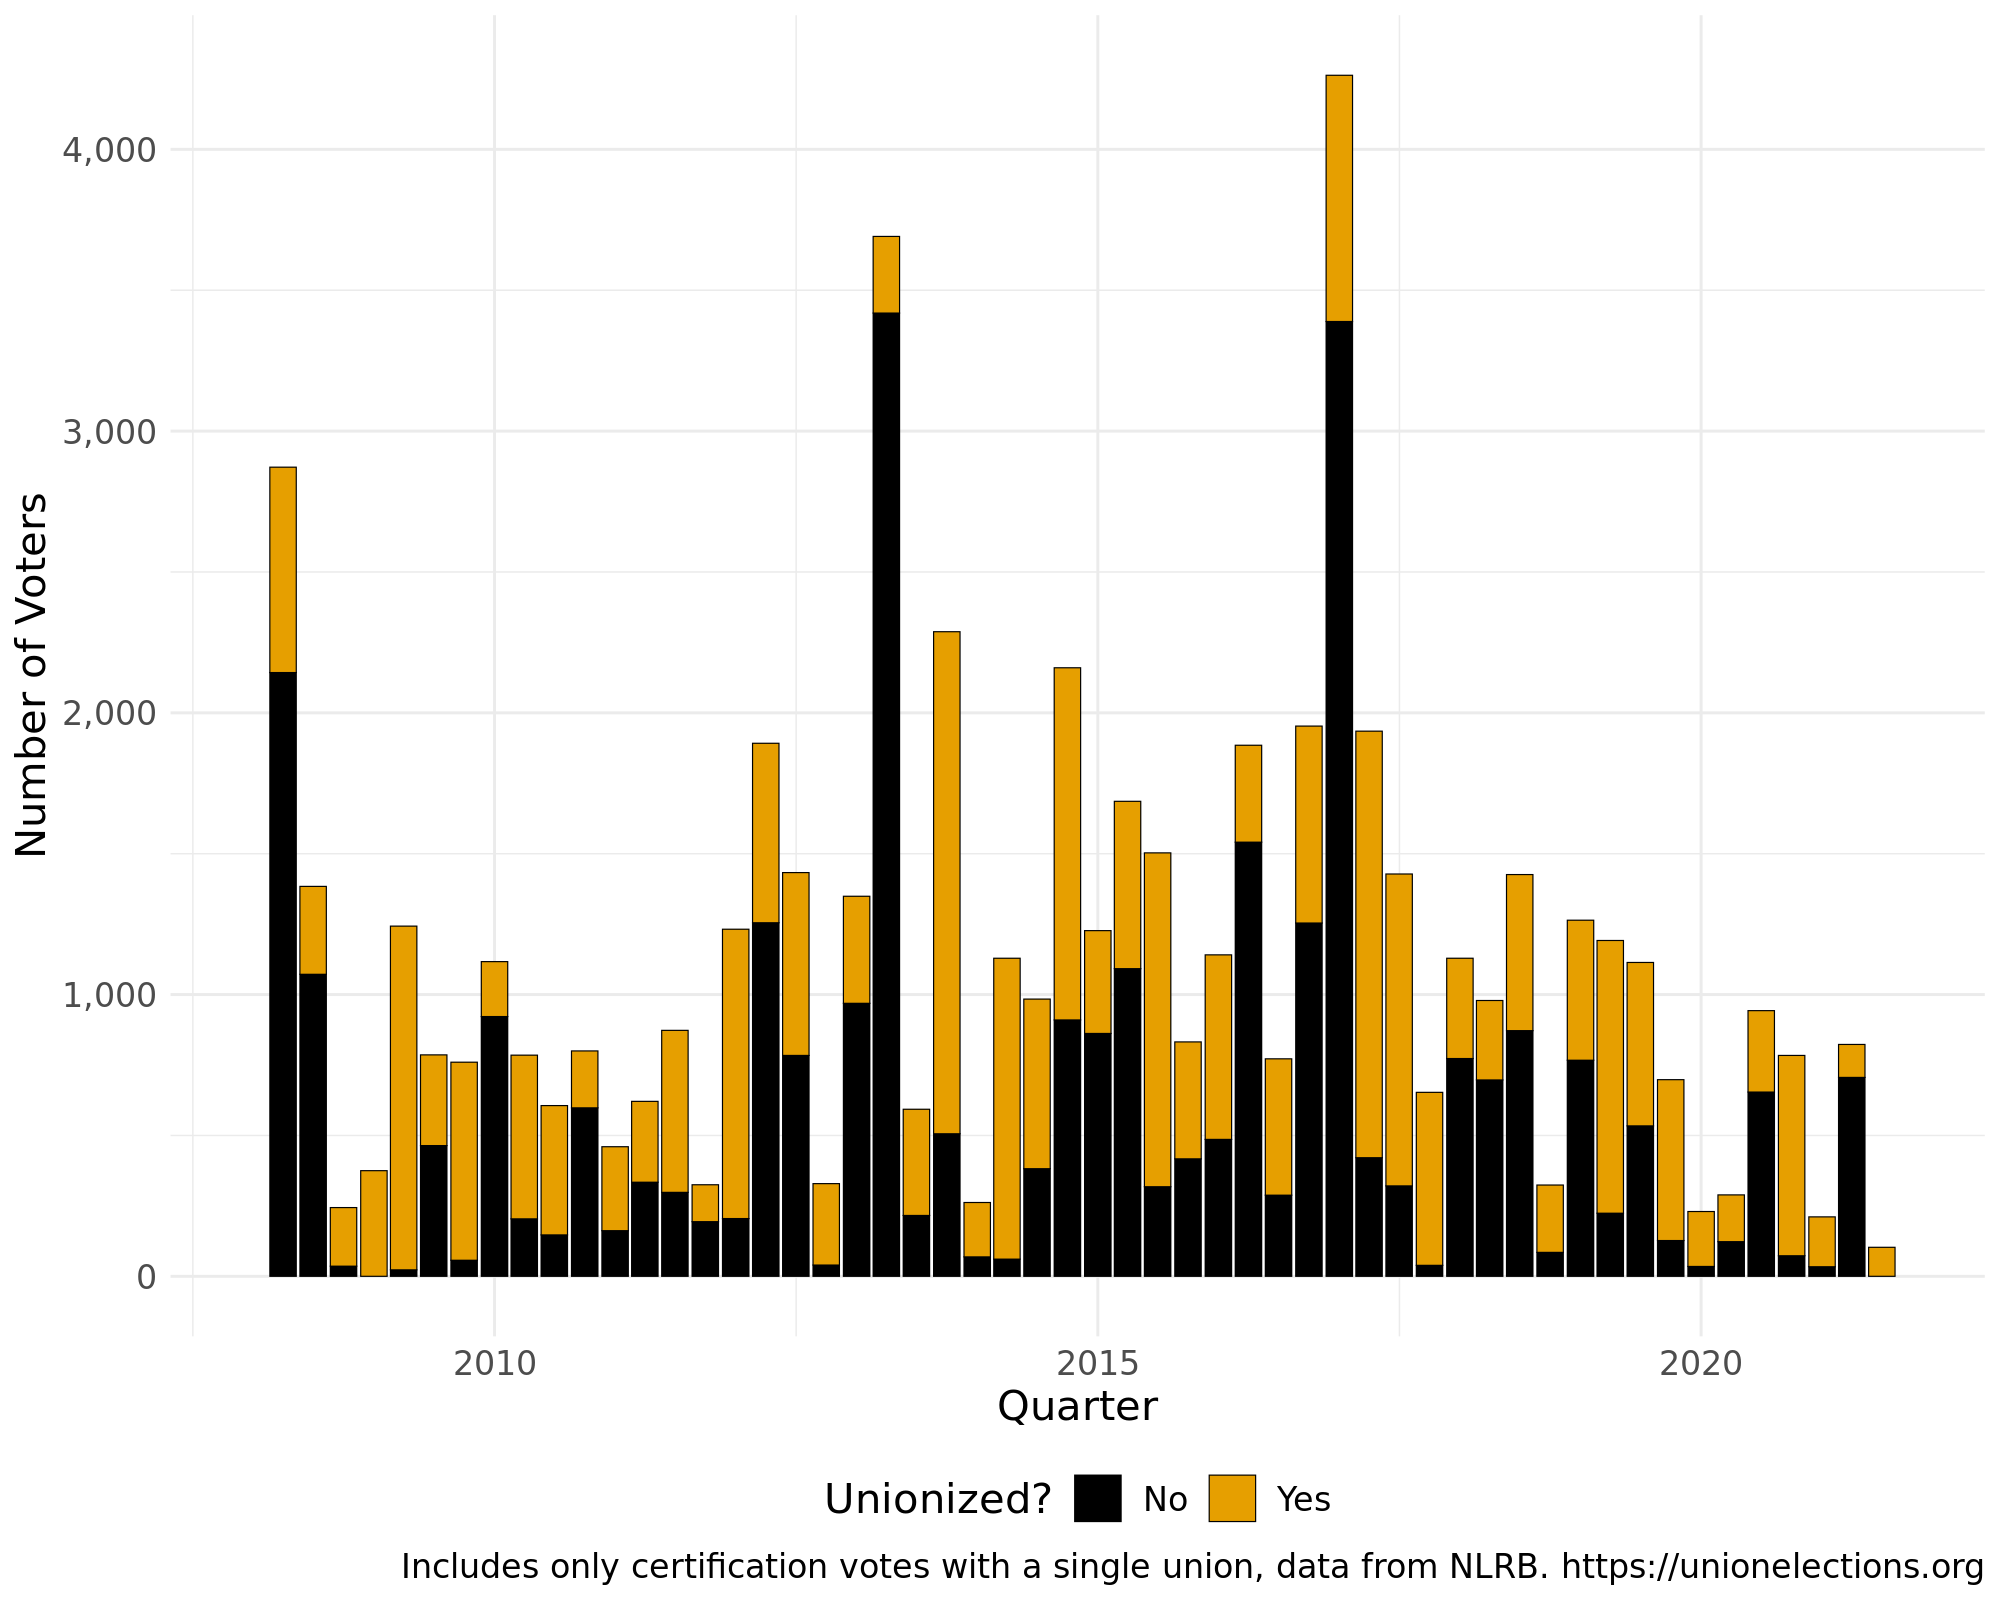 Number of Voters
4,000
3,000
2,000
1,000
0
2010 2015 2020
Quarter
Unionized? No Yes
Includes only certification votes with a single union, data from NLRB. https://unionelections.org